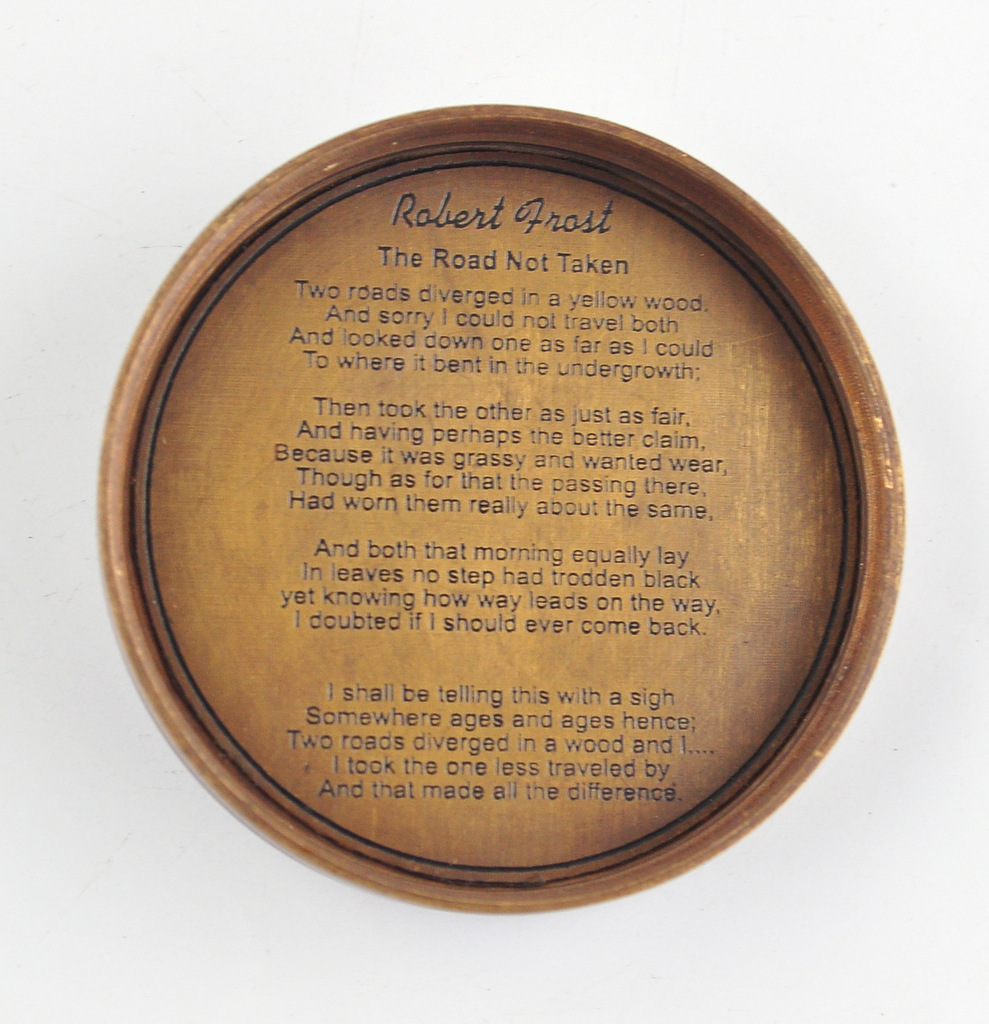 Robert Frost
The Road Not Taken
Two roads diverged in a yellow wood.
And sorry I could not travel both
And looked down one as far as I could
To where it bent in the undergrowth;
Then took the other as just as fair,
And having perhaps the better claim,
Because it was grassy and wanted wear,
Though as for that the passing there,
Had worn them really about the same,
And both that morning equally lay
In leaves no step had trodden black
yet knowing how way leads on the way,
I doubted if I should ever come back.
I shall be telling this with a sigh
Somewhere ages and ages hence;
Two roads diverged in a wood and I....
I took the one less traveled by
And that made all the difference.